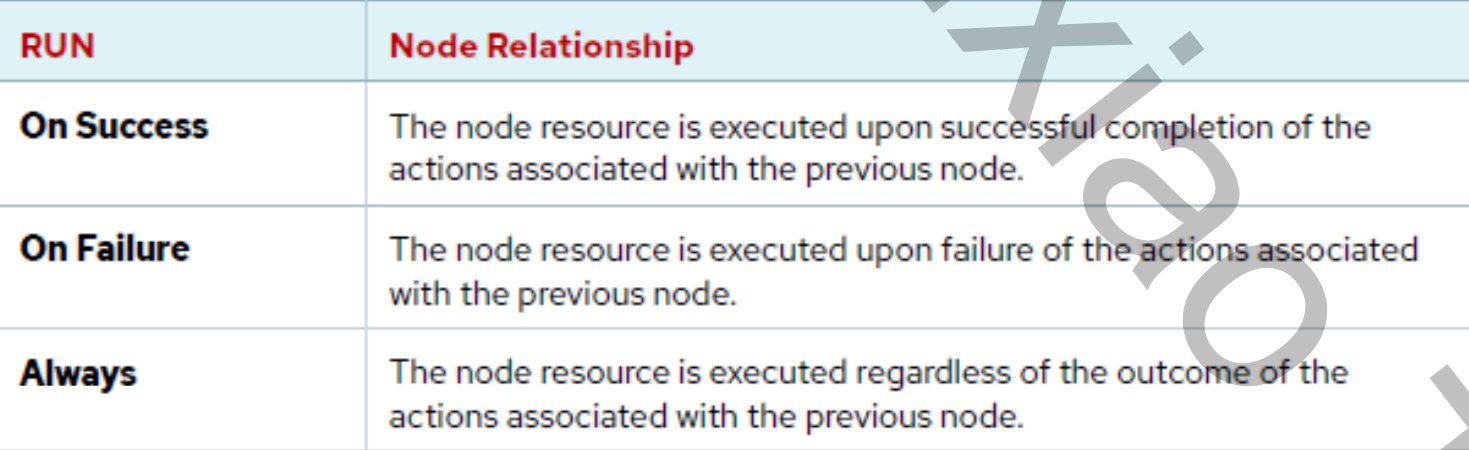 RUN Node Relationship
On Success The node resource is executed upon successful completion of the
actions associated with the previous node.
On Failure The node resource is executed upon failure of the actions associated
with the previous node.
Always The node resource is executed regardless of the outcome of the
actions associated with the previous node.
xiao